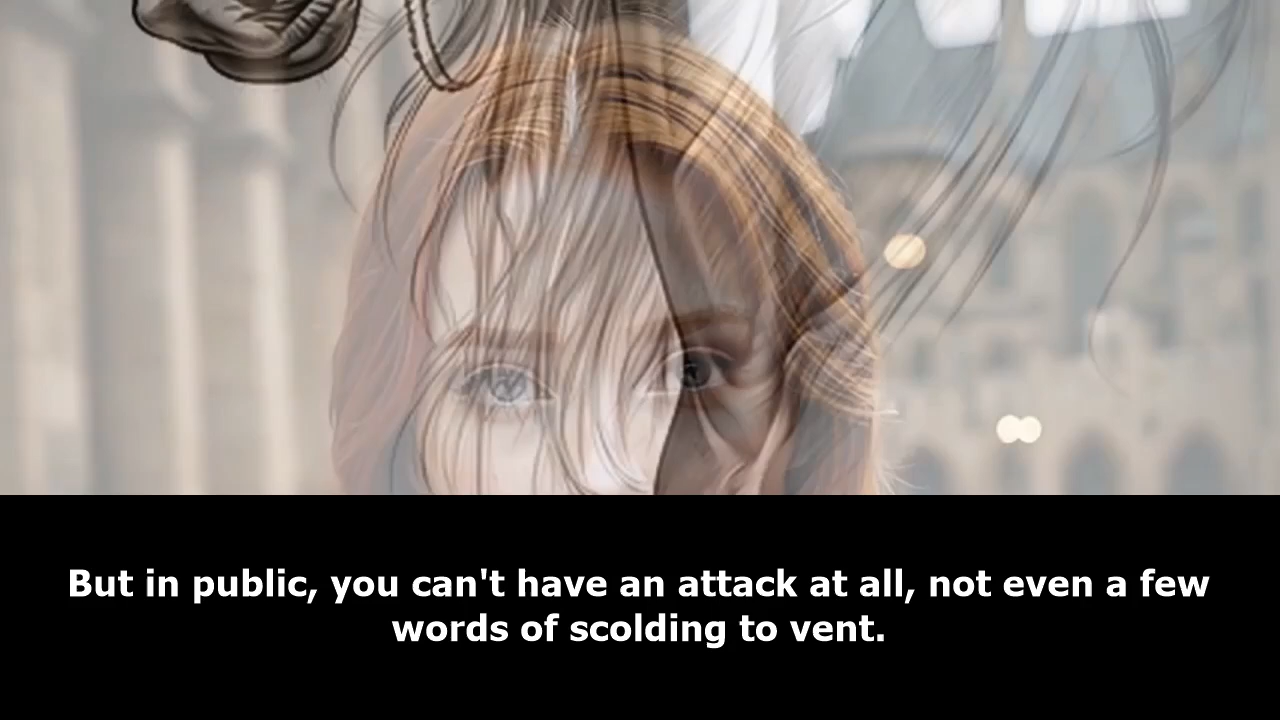 But in public, you can't have an attack at all, not even a few
words of scolding to vent.